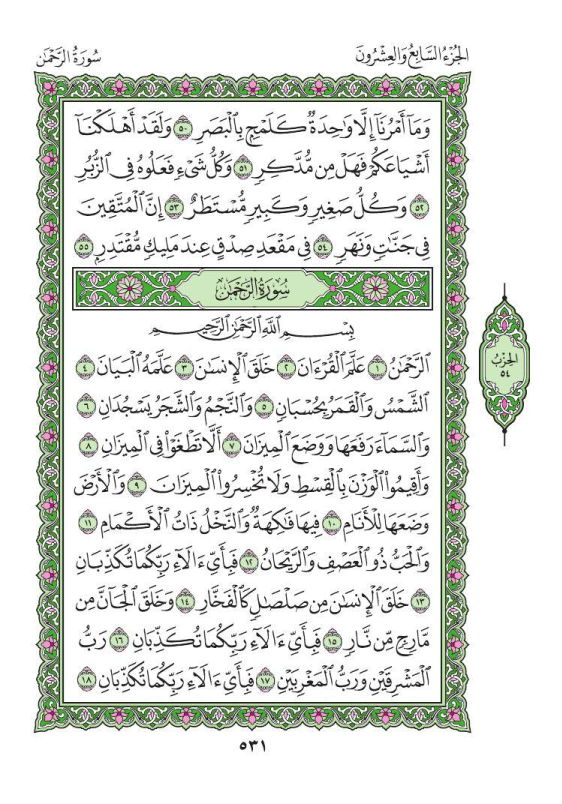 الجُزْءُ السَّابِعُ وَالعِشْرُونَ
سُورَةُ الرَّحْمَٰن
وَمَآ أَمْرُنَآ إِلَّا وَٰحِدَةٌ كَلَمْحٍۭ بِٱلْبَصَرِ ٥٠ وَلَقَدْ أَهْلَكْنَآ
أَشْيَاعَكُمْ فَهَلْ مِن مُّدَّكِرٍ ٥١ وَكُلُّ شَىْءٍ فَعَلُوهُ فِى ٱلزُّبُرِ
٥٢ وَكُلُّ صَغِيرٍ وَكَبِيرٍ مُّسْتَطَرٌ ٥٣ إِنَّ ٱلْمُتَّقِينَ
فِى جَنَّٰتٍ وَنَهَرٍ ٥٤ فِى مَقْعَدِ صِدْقٍ عِندَ مَلِيكٍ مُّقْتَدِرٍۭ ٥٥
سُورَةُ الرَّحْمَٰن
بِسْمِ ٱللَّهِ ٱلرَّحْمَٰنِ ٱلرَّحِيمِ
ٱلرَّحْمَٰنُ ١ عَلَّمَ ٱلْقُرْءَانَ ٢ خَلَقَ ٱلْإِنسَٰنَ ٣ عَلَّمَهُ ٱلْبَيَانَ ٤
ٱلشَّمْسُ وَٱلْقَمَرُ بِحُسْبَانٍ ٥ وَٱلنَّجْمُ وَٱلشَّجَرُ يَسْجُدَانِ ٦
وَٱلسَّمَآءَ رَفَعَهَا وَوَضَعَ ٱلْمِيزَانَ ٧ أَلَّا تَطْغَوْا۟ فِى ٱلْمِيزَانِ ٨
وَأَقِيمُوا۟ ٱلْوَزْنَ بِٱلْقِسْطِ وَلَا تُخْسِرُوا۟ ٱلْمِيزَانَ ٩ وَٱلْأَرْضَ
وَضَعَهَا لِلْأَنَامِ ١٠ فِيهَا فَٰكِهَةٌ وَٱلنَّخْلُ ذَاتُ ٱلْأَكْمَامِ ١١
وَٱلْحَبُّ ذُو ٱلْعَصْفِ وَٱلرَّيْحَانُ ١٢ فَبِأَىِّ ءَالَآءِ رَبِّكُمَا تُكَذِّبَانِ
١٣ خَلَقَ ٱلْإِنسَٰنَ مِن صَلْصَٰلٍ كَٱلْفَخَّارِ ١٤ وَخَلَقَ ٱلْجَآنَّ مِن
مَّارِجٍ مِّن نَّارٍ ١٥ فَبِأَىِّ ءَالَآءِ رَبِّكُمَا تُكَذِّبَانِ ١٦ رَبُّ
ٱلْمَشْرِقَيْنِ وَرَبُّ ٱلْمَغْرِبَيْنِ ١٧ فَبِأَىِّ ءَالَآءِ رَبِّكُمَا تُكَذِّبَانِ ١٨
الحِزْبُ
٥٤
٥٣١